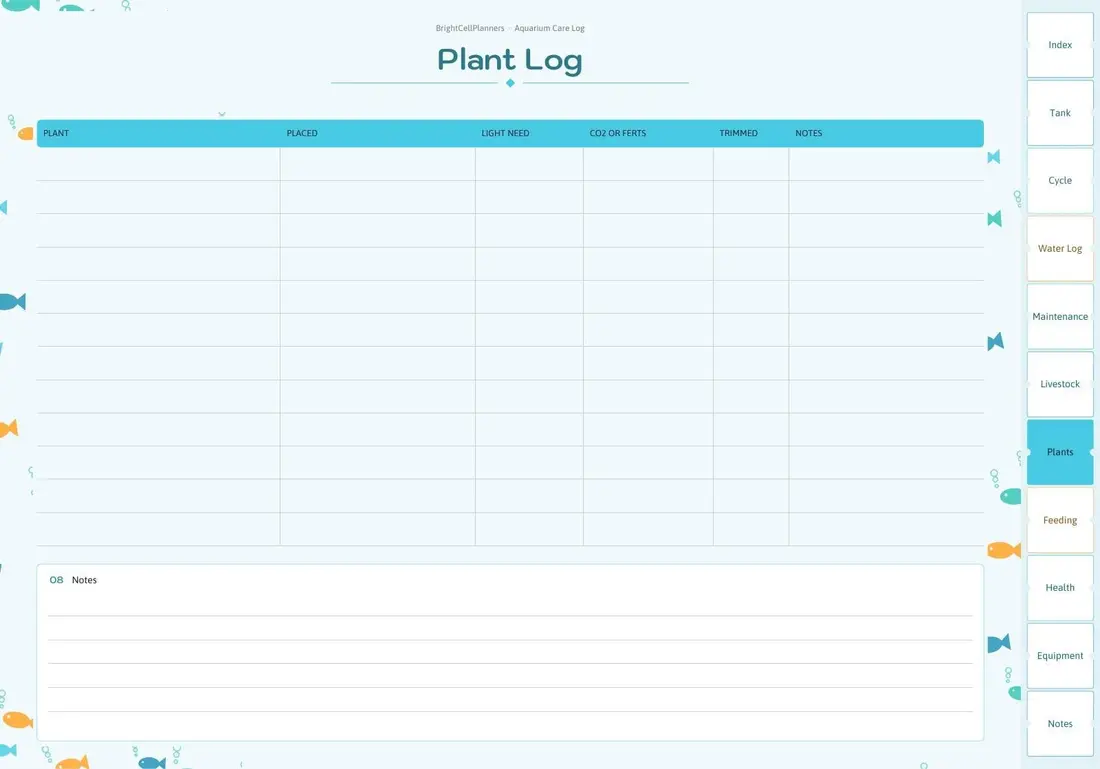 BrightCellPlanners · Aquarium Care Log
Plant Log
PLANT PLACED LIGHT NEED CO2 OR FERTS TRIMMED NOTES
08 Notes
Index
Tank
Cycle
Water Log
Maintenance
Livestock
Plants
Feeding
Health
Equipment
Notes